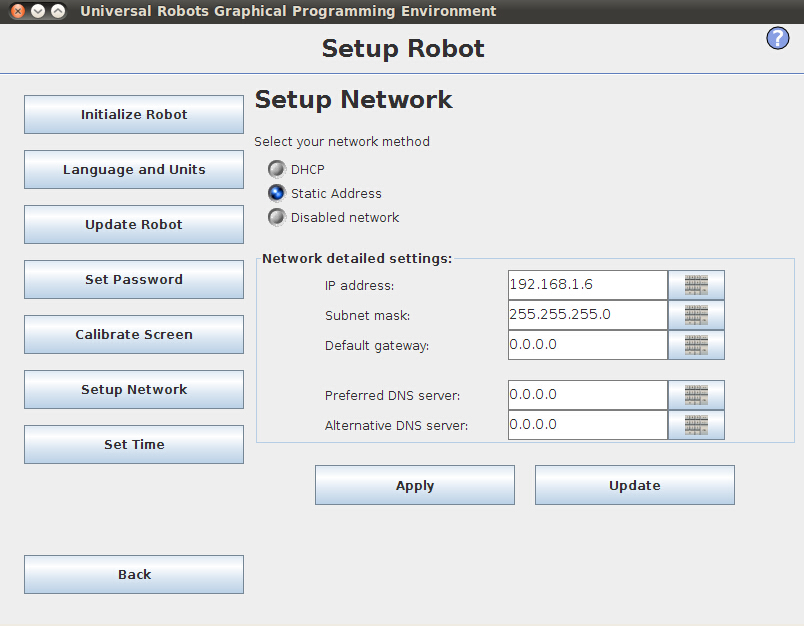 Universal Robots Graphical Programming Environment
Setup Robot
?
Initialize Robot
Language and Units
Update Robot
Set Password
Calibrate Screen
Setup Network
Set Time
Back
Setup Network
Select your network method
DHCP
Static Address
Disabled network
Network detailed settings:
IP address: 192.168.1.6
Subnet mask: 255.255.255.0
Default gateway: 0.0.0.0
Preferred DNS server: 0.0.0.0
Alternative DNS server: 0.0.0.0
Apply Update